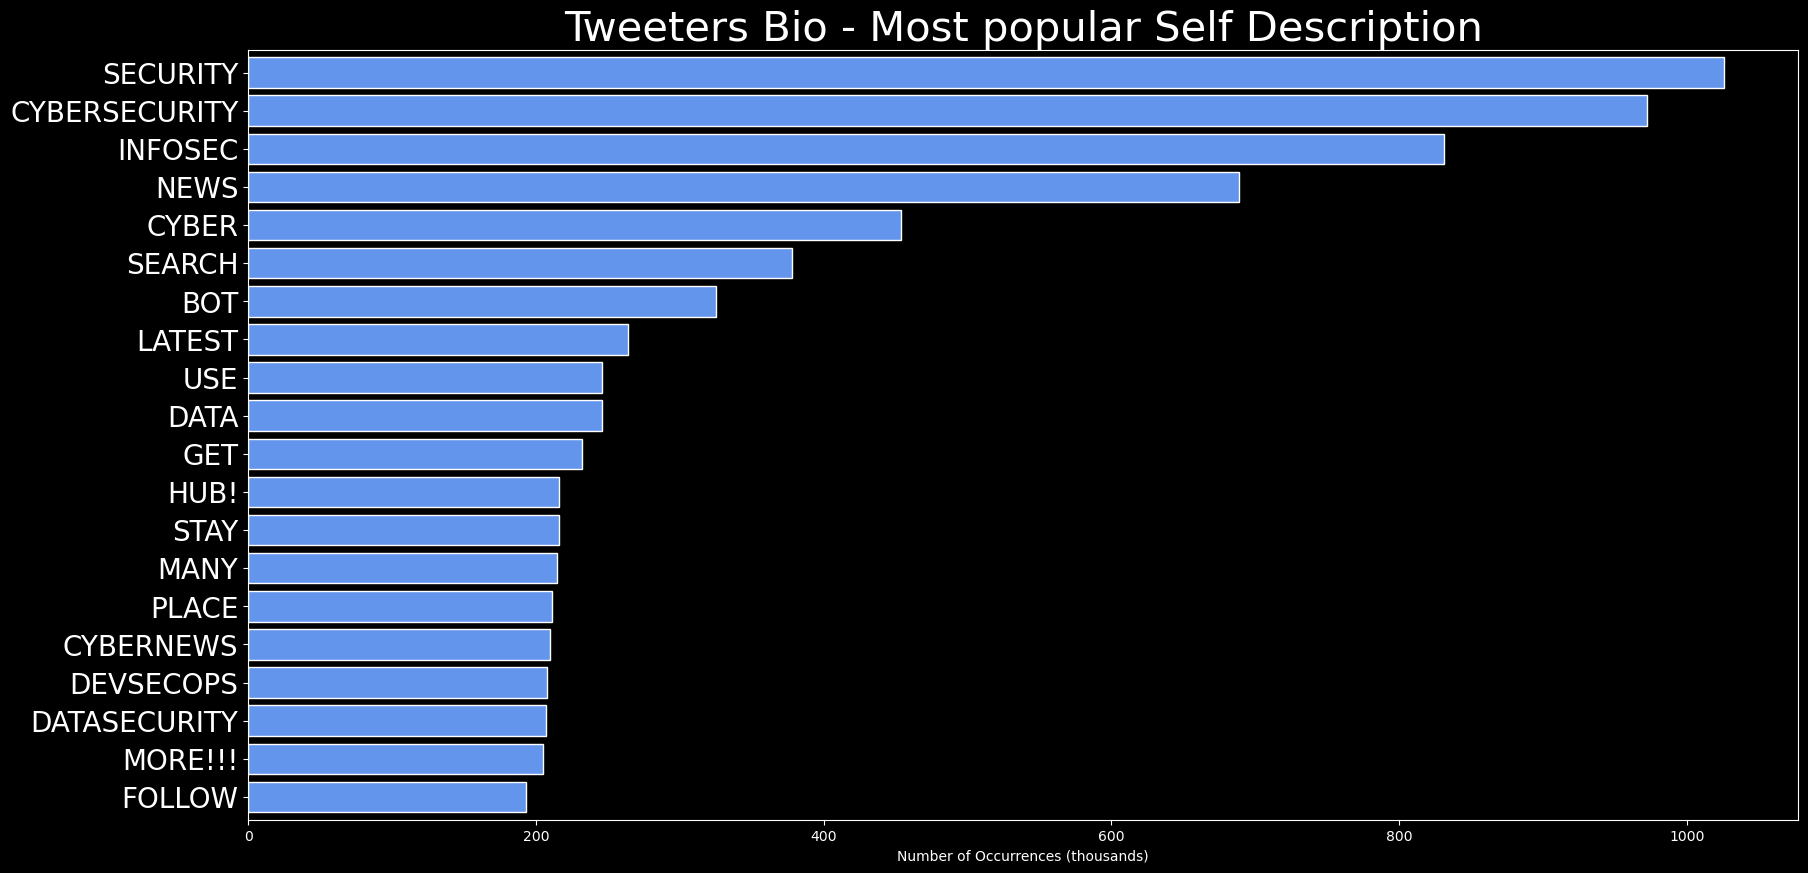 Tweeters Bio - Most popular Self Description
SECURITY
CYBERSECURITY
INFOSEC
NEWS
CYBER
SEARCH
BOT
LATEST
USE
DATA
GET
HUB!
STAY
MANY
PLACE
CYBERNEWS
DEVSECOPS
DATASECURITY
MORE!!!
FOLLOW
0 200 400 600 800 1000
Number of Occurrences (thousands)